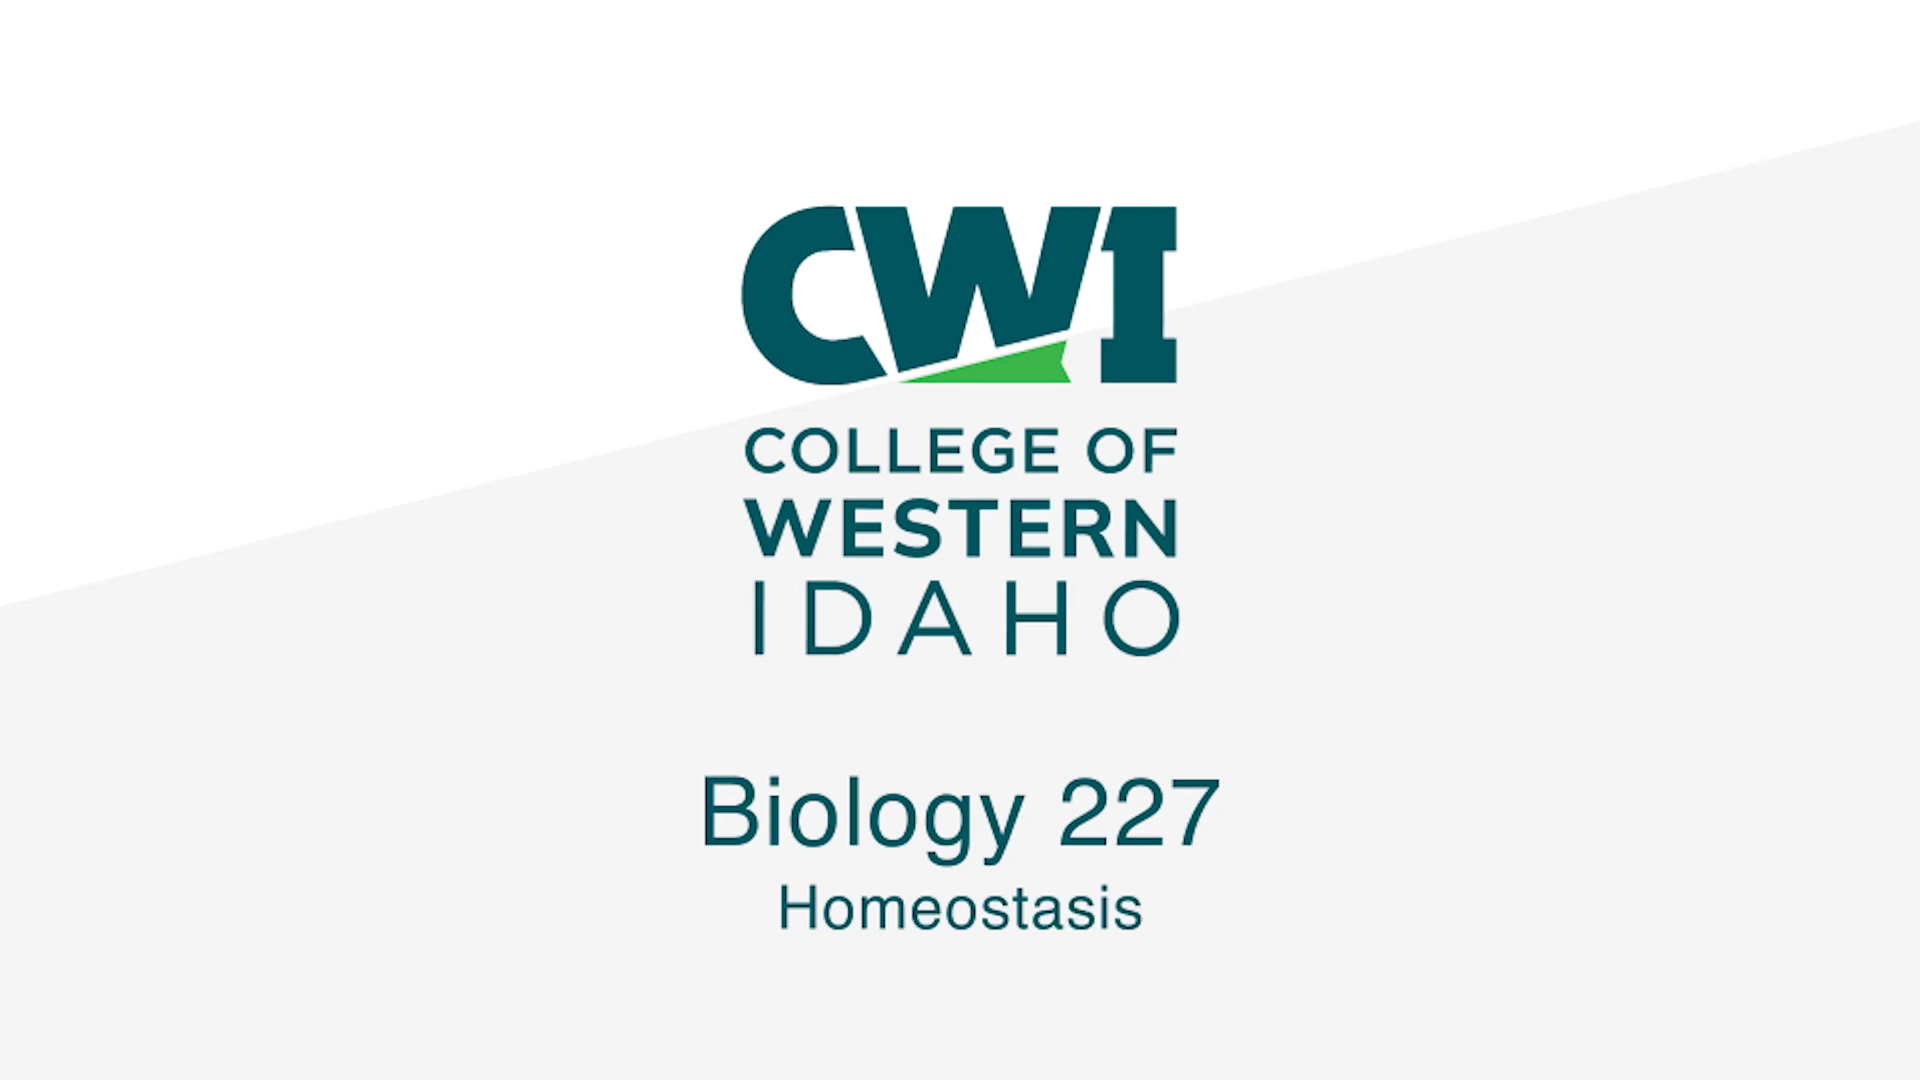 CWI
COLLEGE OF
WESTERN
IDAHO
Biology 227
Homeostasis